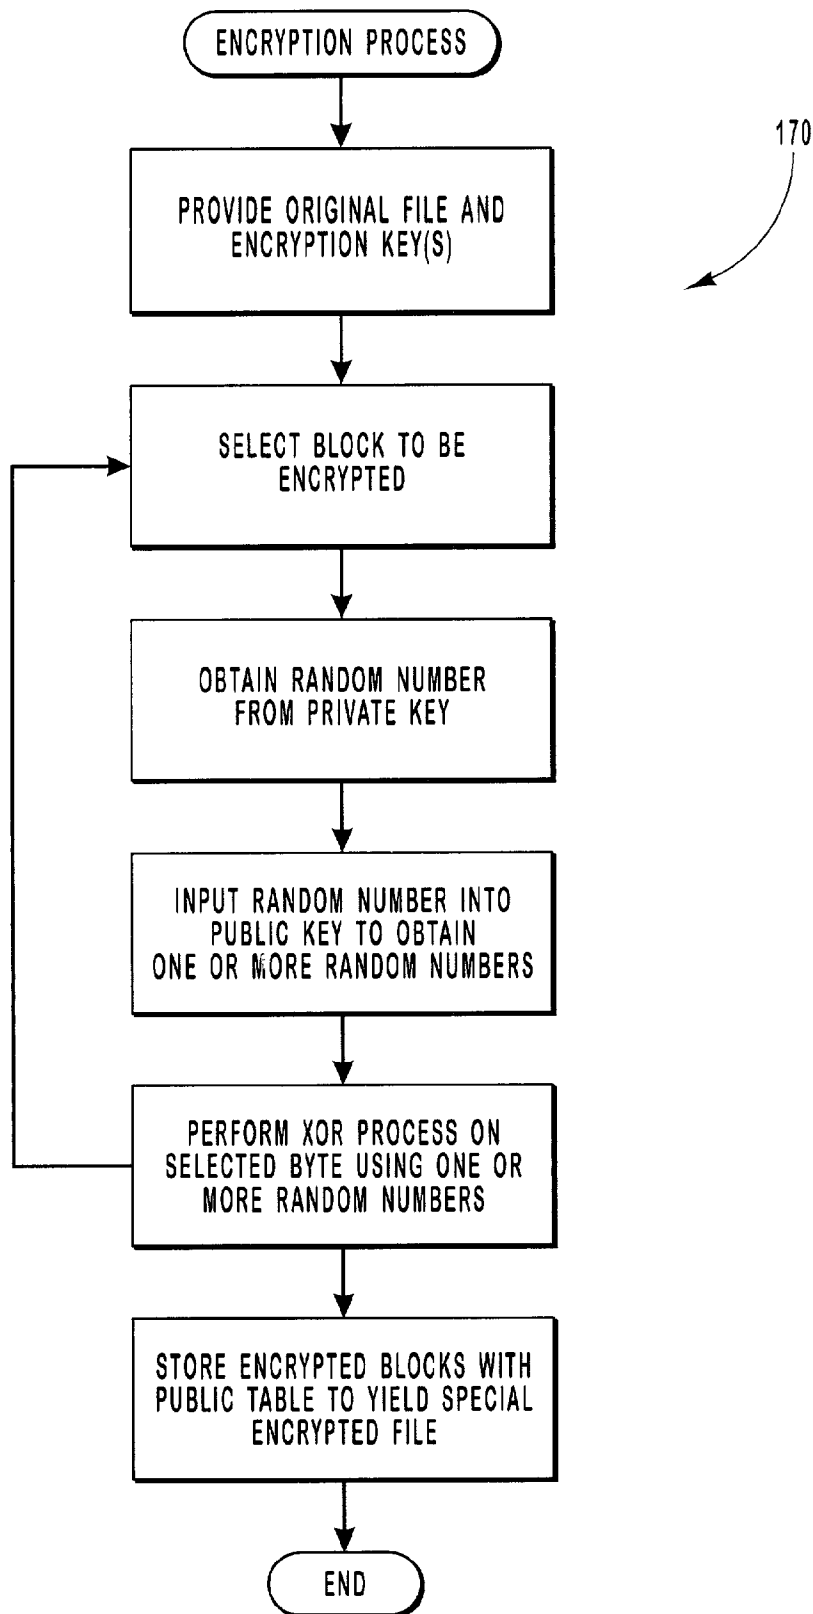 ENCRYPTION PROCESS
170
PROVIDE ORIGINAL FILE AND
ENCRYPTION KEY(S)
SELECT BLOCK TO BE
ENCRYPTED
OBTAIN RANDOM NUMBER
FROM PRIVATE KEY
INPUT RANDOM NUMBER INTO
PUBLIC KEY TO OBTAIN
ONE OR MORE RANDOM NUMBERS
PERFORM XOR PROCESS ON
SELECTED BYTE USING ONE OR
MORE RANDOM NUMBERS
STORE ENCRYPTED BLOCKS WITH
PUBLIC TABLE TO YIELD SPECIAL
ENCRYPTED FILE
END